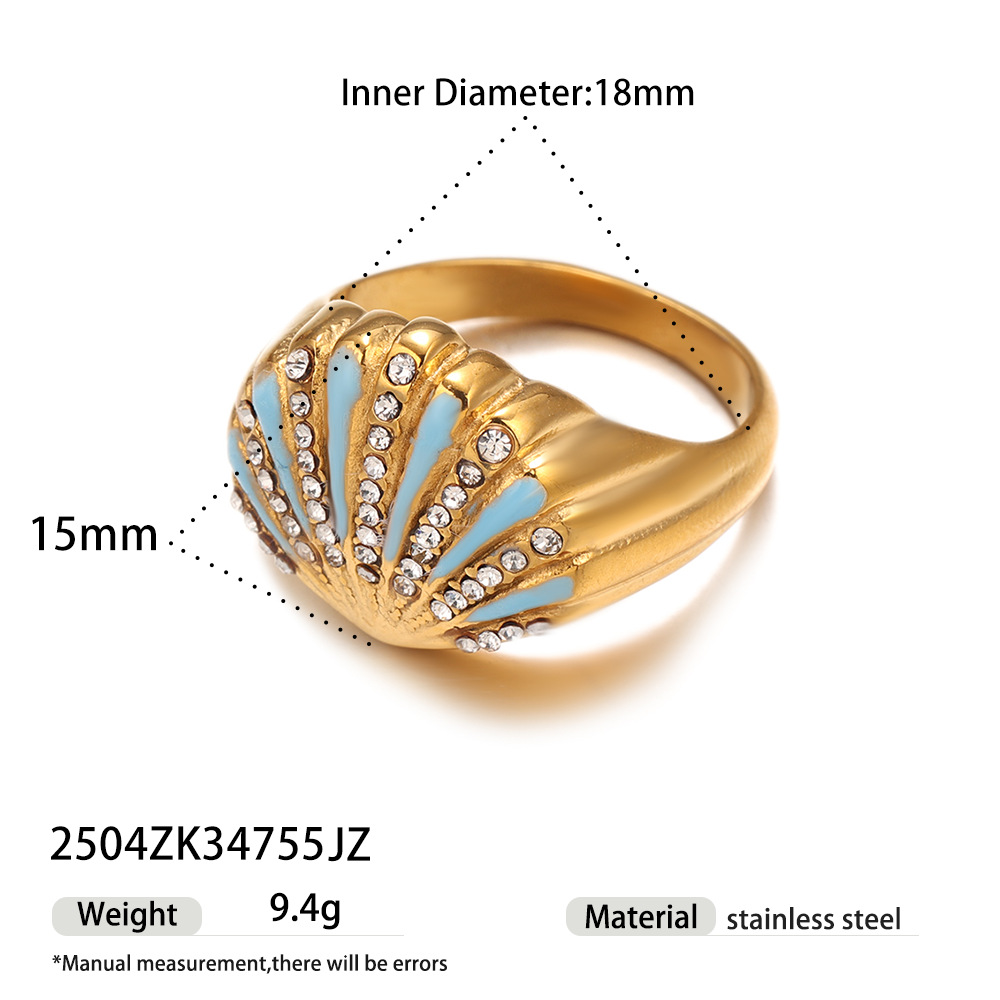 Inner Diameter:18mm
15mm
2504ZK34755JZ
Weight 9.4g
Material stainless steel
*Manual measurement,there will be errors